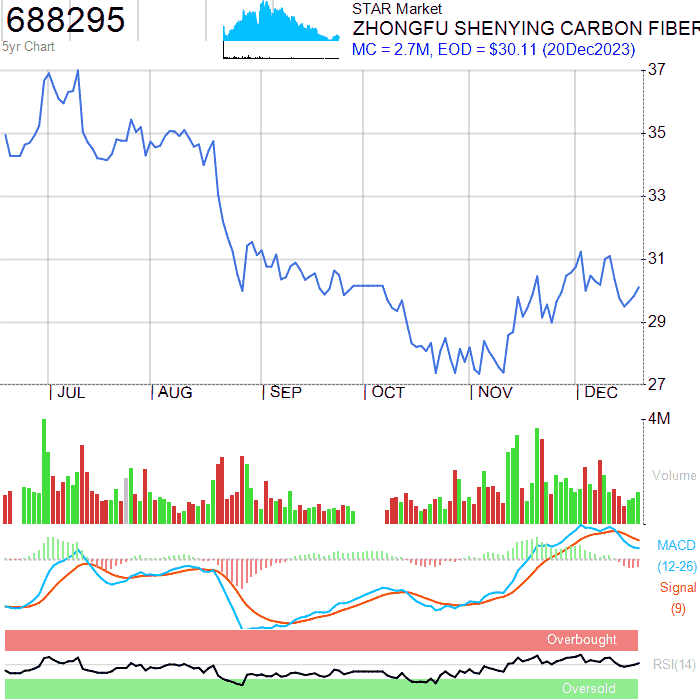 688295
5yr Chart
STAR Market
ZHONGFU SHENYING CARBON FIBER
MC = 2.7M, EOD = $30.11 (20Dec2023)
37
35
33
31
29
27
JUL AUG SEP OCT NOV DEC
4M
Volume
MACD
(12-26)
Signal
(9)
Overbought
RSI(14)
Oversold